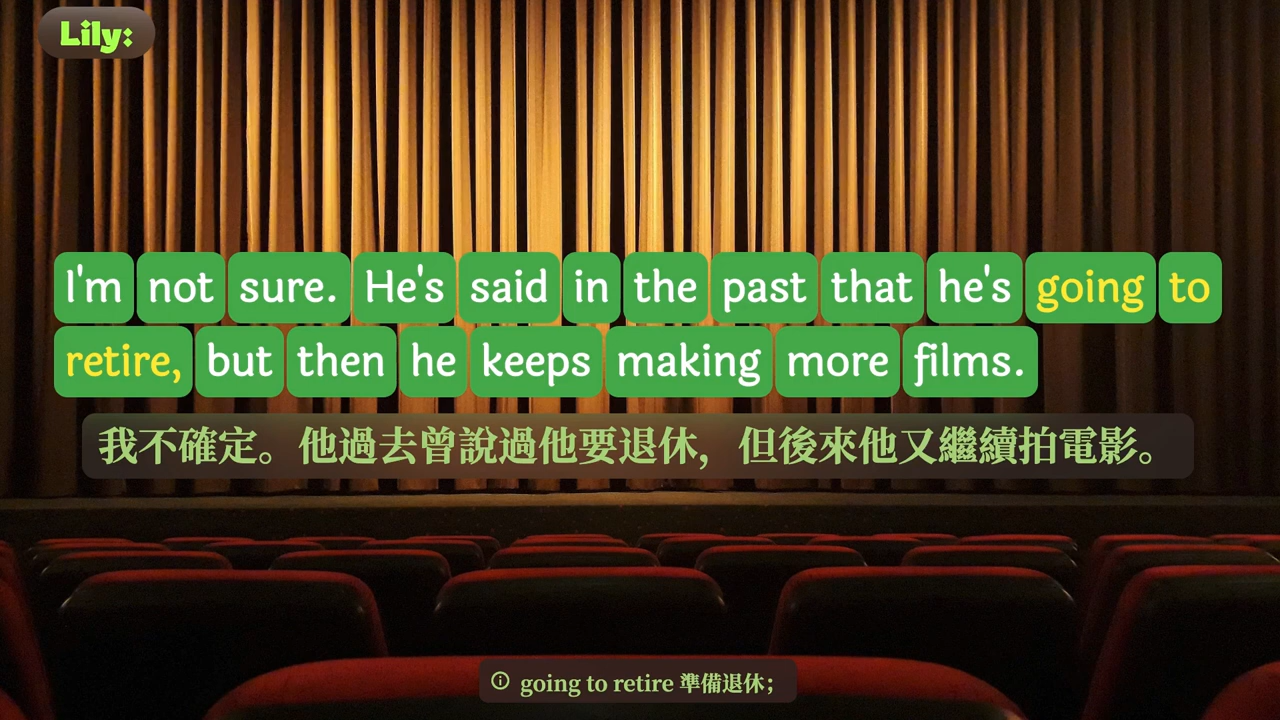 Lily:
I'm not sure. He's said in the past that he's going to
retire, but then he keeps making more films.
我不確定。他過去曾說過他要退休，但後來他又繼續拍電影。
going to retire 準備退休；